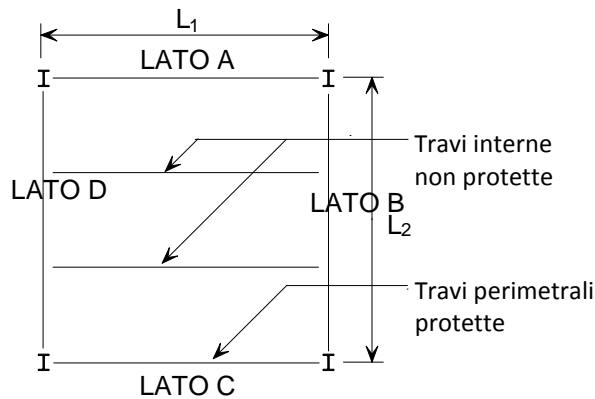 L₁
LATO A
Travi interne
non protette
LATO D
LATO B
L₂
Travi perimetrali
protette
LATO C